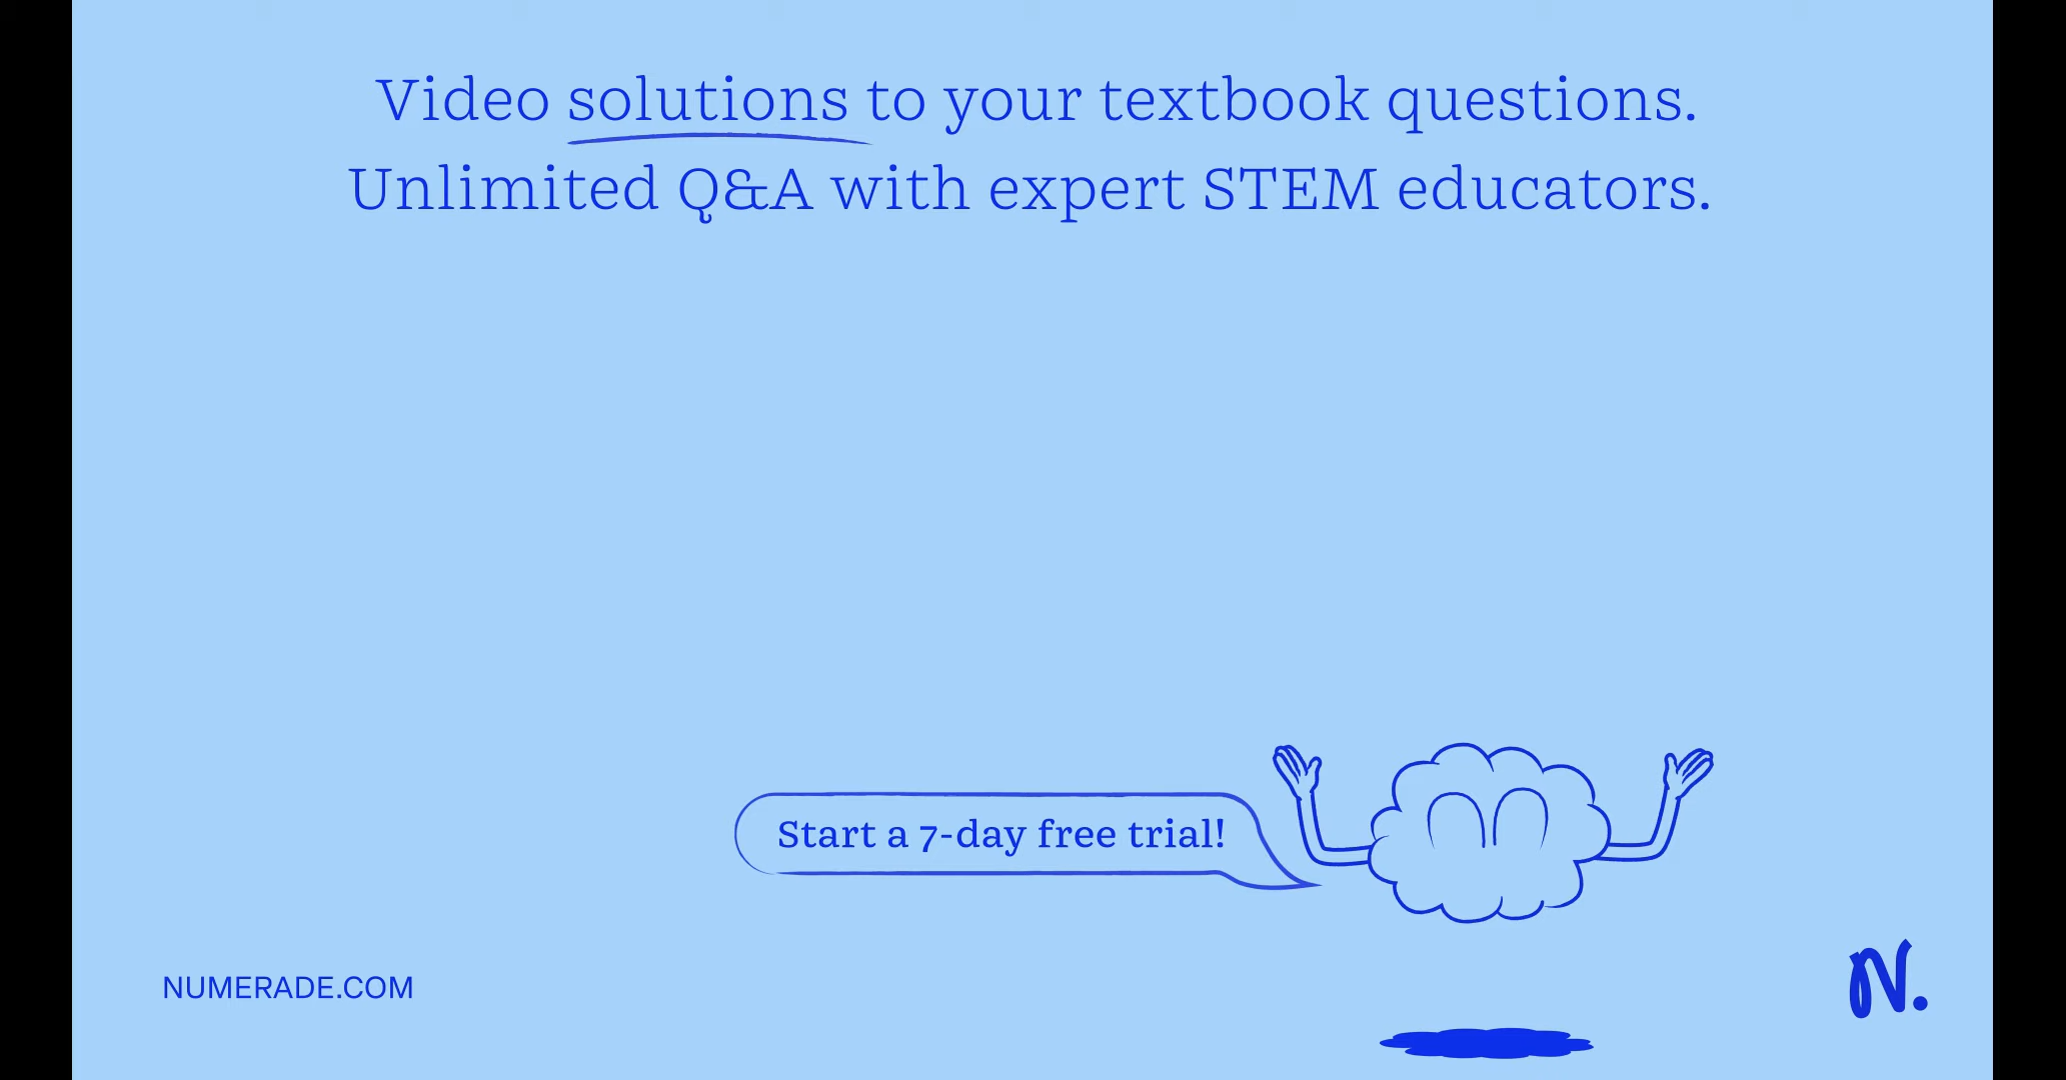 Video solutions to your textbook questions.
Unlimited Q&A with expert STEM educators.
Start a 7-day free trial!
NUMERADE.COM
N.